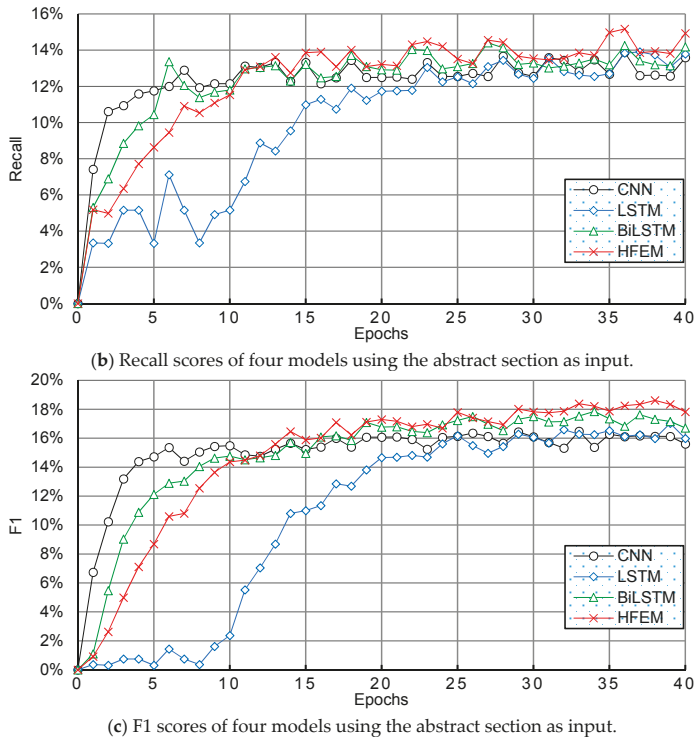 16%
14%
12%
10%
8%
6%
4%
2%
0%
Recall
CNN
LSTM
BiLSTM
HFEM
0 5 10 15 20 25 30 35 40
Epochs
(b) Recall scores of four models using the abstract section as input.
20%
18%
16%
14%
12%
10%
8%
6%
4%
2%
0%
F1
CNN
LSTM
BiLSTM
HFEM
0 5 10 15 20 25 30 35 40
Epochs
(c) F1 scores of four models using the abstract section as input.